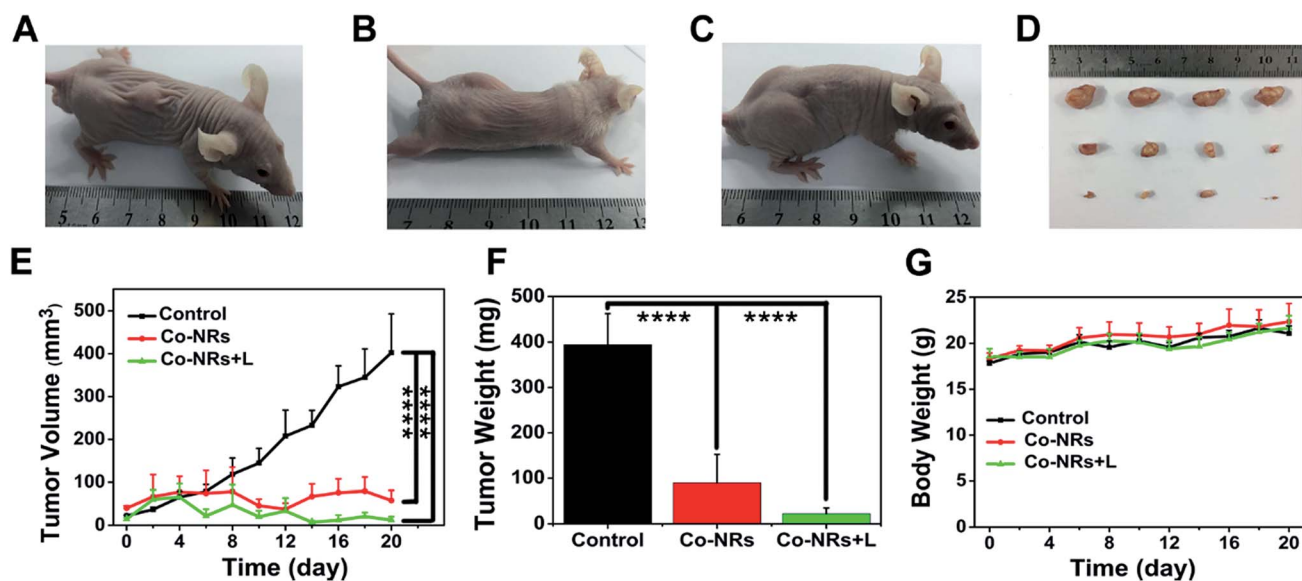 A
B
C
D
5 6 7 8 9 10 11 12
7 8 9 10 11 12 13
6 7 8 9 10 11 12
2 3 4 5 6 7 8 9 10 11
E
F
G
Tumor Volume (mm³)
500
400
300
200
100
0
Control
Co-NRs
Co-NRs+L
****
****
0 4 8 12 16 20
Time (day)
Tumor Weight (mg)
500
400
300
200
100
0
**** ****
Control Co-NRs Co-NRs+L
Body Weight (g)
25
20
15
10
5
0
Control
Co-NRs
Co-NRs+L
0 4 8 12 16 20
Time (day)